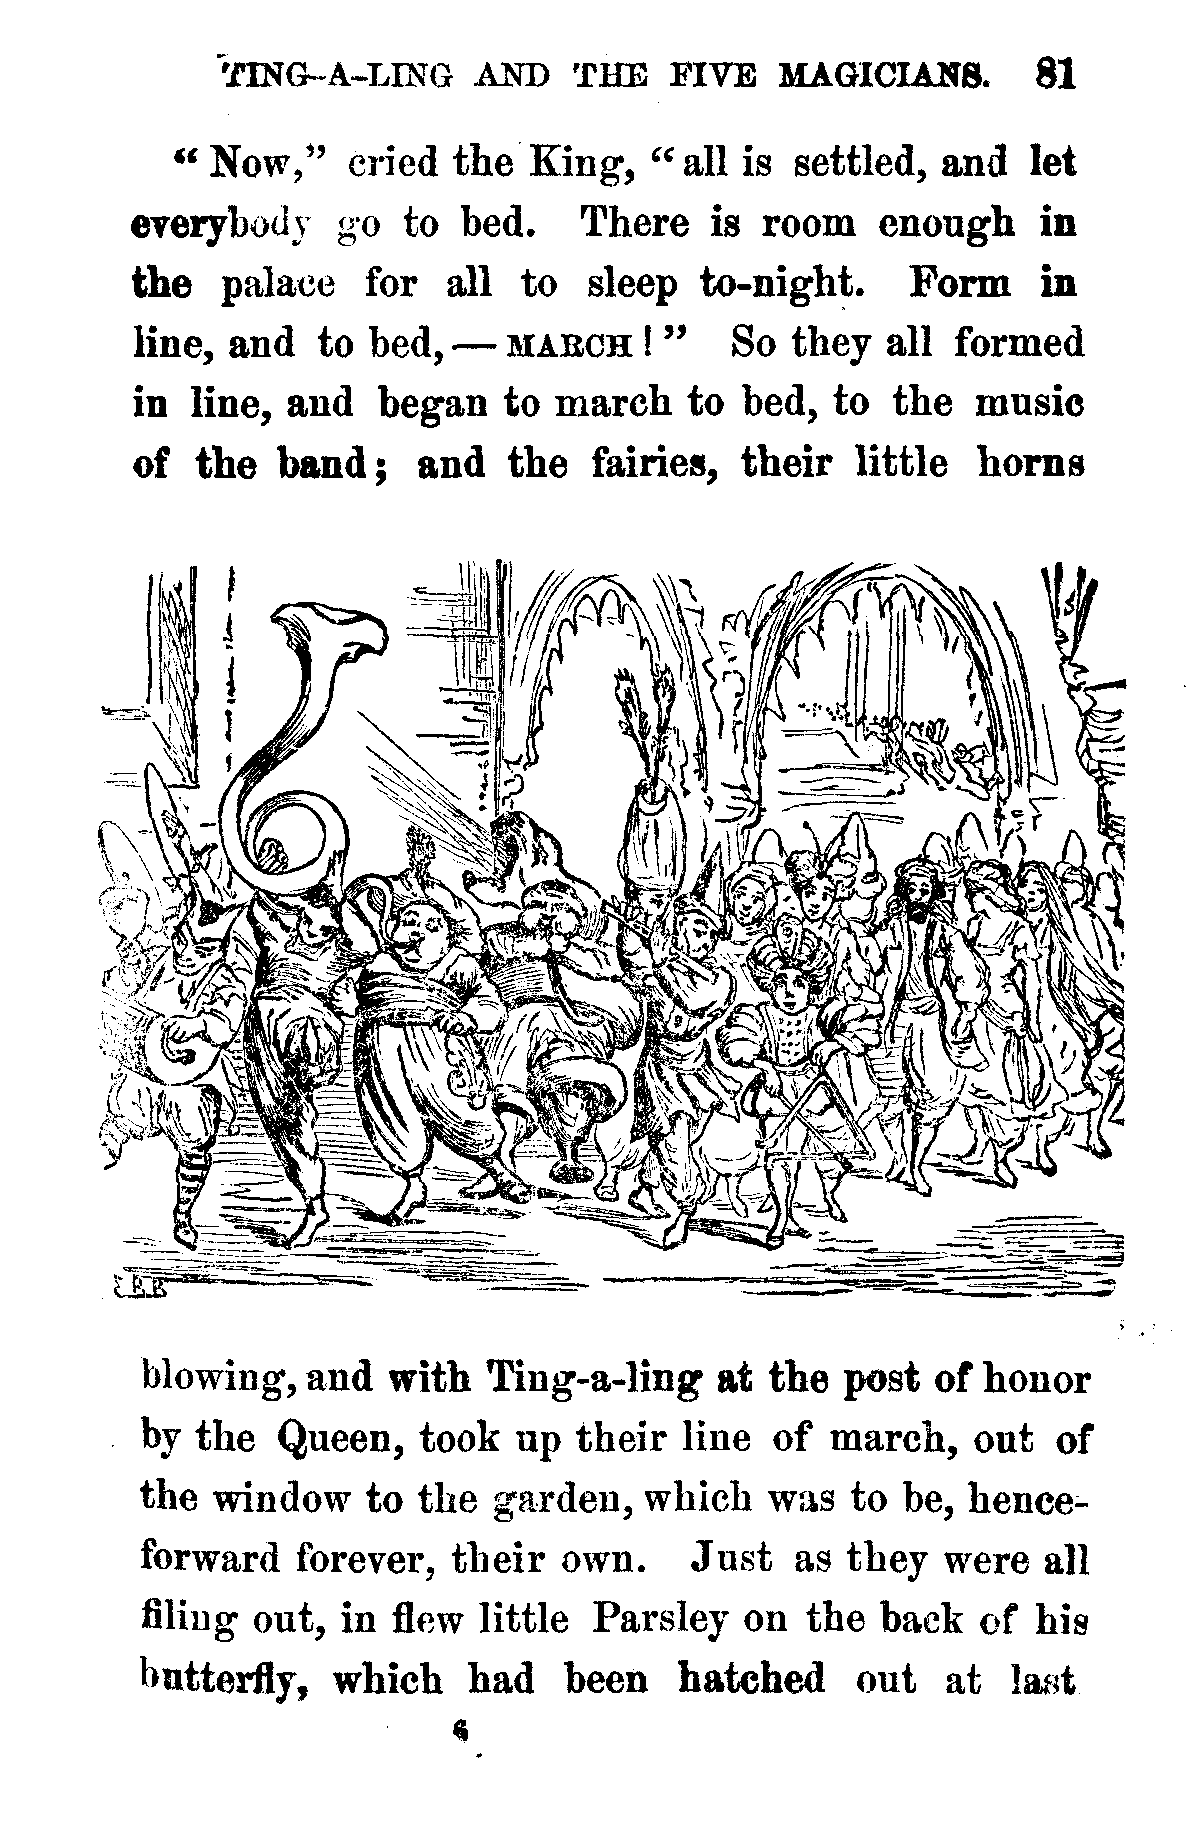 TING-A-LING AND THE FIVE MAGICIANS. 81
“ Now,” cried the King, “ all is settled, and let
everybody go to bed. There is room enough in
the palace for all to sleep to-night. Form in
line, and to bed, — MARCH ! ” So they all formed
in line, and began to march to bed, to the music
of the band ; and the fairies, their little horns
E.B.B
blowing, and with Ting-a-ling at the post of honor
by the Queen, took up their line of march, out of
the window to the garden, which was to be, hence-
forward forever, their own. Just as they were all
filing out, in flew little Parsley on the back of his
butterfly, which had been hatched out at last
6